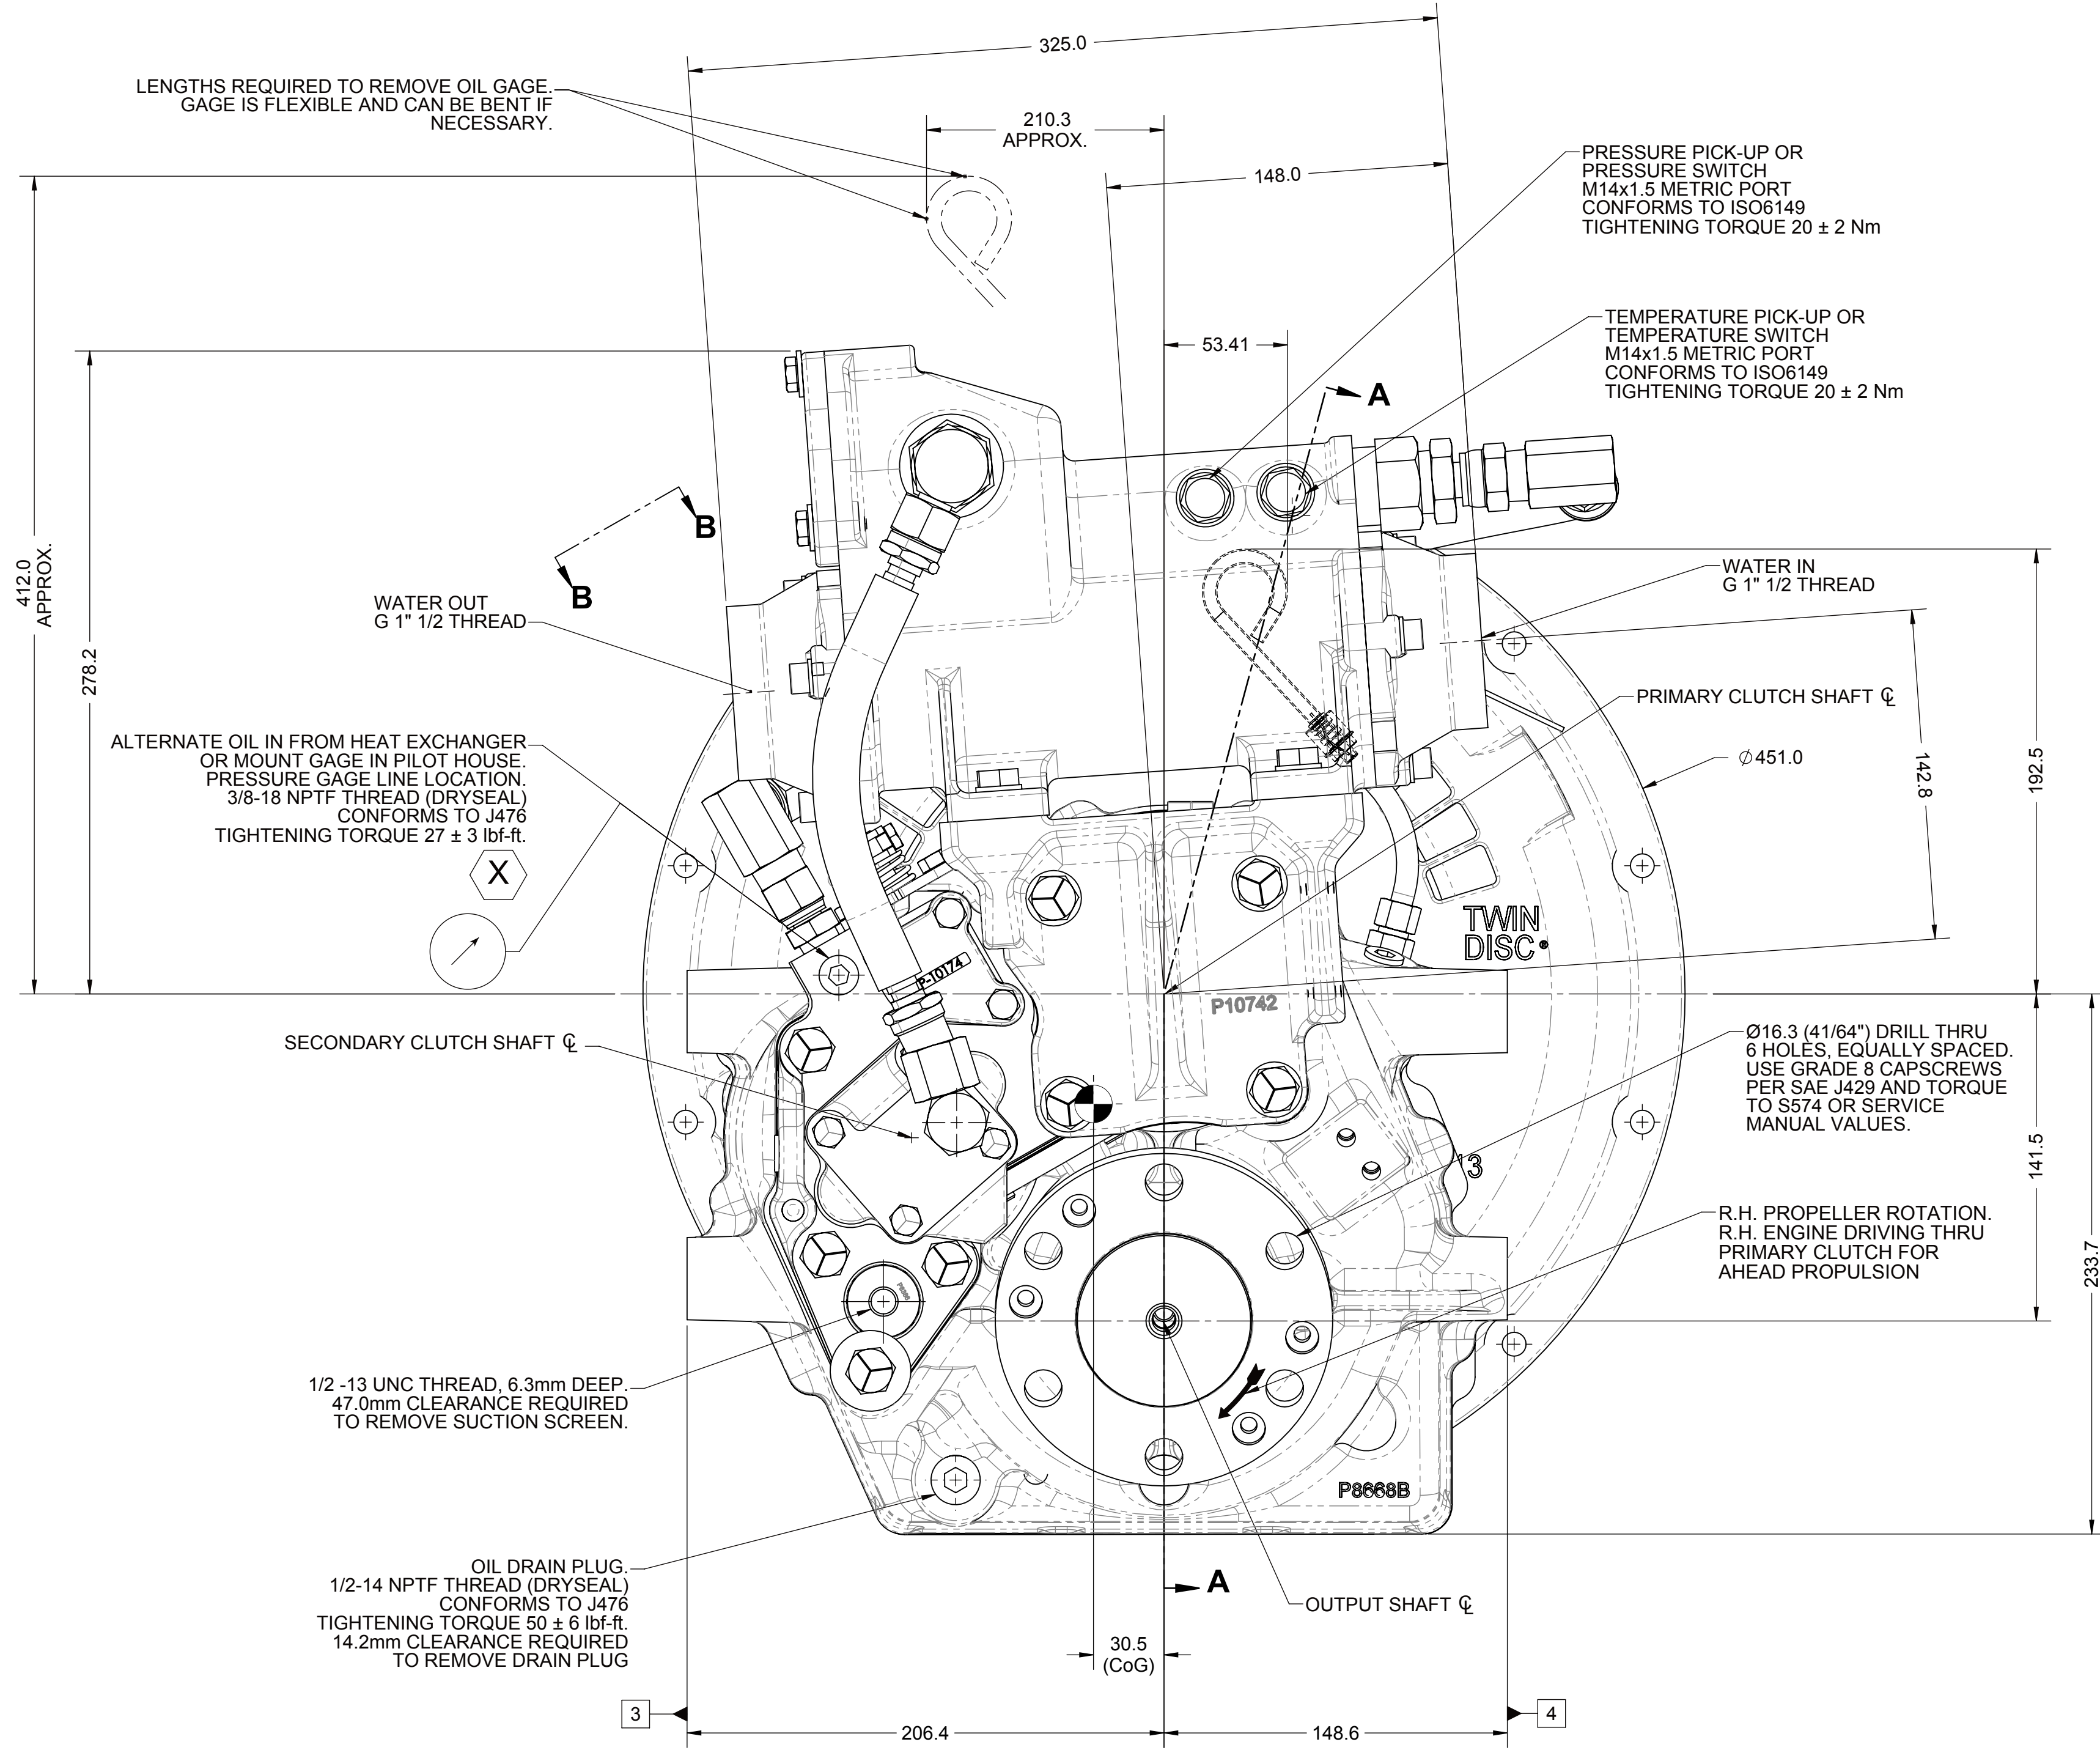 325.0
LENGTHS REQUIRED TO REMOVE OIL GAGE.
GAGE IS FLEXIBLE AND CAN BE BENT IF
NECESSARY.
210.3
APPROX.
148.0
PRESSURE PICK-UP OR
PRESSURE SWITCH
M14x1.5 METRIC PORT
CONFORMS TO ISO6149
TIGHTENING TORQUE 20 ± 2 Nm
TEMPERATURE PICK-UP OR
TEMPERATURE SWITCH
M14x1.5 METRIC PORT
CONFORMS TO ISO6149
TIGHTENING TORQUE 20 ± 2 Nm
53.41
A
B
B
412.0
APPROX.
278.2
WATER OUT
G 1" 1/2 THREAD
WATER IN
G 1" 1/2 THREAD
PRIMARY CLUTCH SHAFT ℄
Ø451.0
142.8
192.5
ALTERNATE OIL IN FROM HEAT EXCHANGER
OR MOUNT GAGE IN PILOT HOUSE.
PRESSURE GAGE LINE LOCATION.
3/8-18 NPTF THREAD (DRYSEAL)
CONFORMS TO J476
TIGHTENING TORQUE 27 ± 3 lbf-ft.
X
TWIN
DISC®
P-10174
P10742
SECONDARY CLUTCH SHAFT ℄
Ø16.3 (41/64") DRILL THRU
6 HOLES, EQUALLY SPACED.
USE GRADE 8 CAPSCREWS
PER SAE J429 AND TORQUE
TO S574 OR SERVICE
MANUAL VALUES.
141.5
13
R.H. PROPELLER ROTATION.
R.H. ENGINE DRIVING THRU
PRIMARY CLUTCH FOR
AHEAD PROPULSION
233.7
1/2 -13 UNC THREAD, 6.3mm DEEP.
47.0mm CLEARANCE REQUIRED
TO REMOVE SUCTION SCREEN.
P8668B
OIL DRAIN PLUG.
1/2-14 NPTF THREAD (DRYSEAL)
CONFORMS TO J476
TIGHTENING TORQUE 50 ± 6 lbf-ft.
14.2mm CLEARANCE REQUIRED
TO REMOVE DRAIN PLUG
A
OUTPUT SHAFT ℄
30.5
(CoG)
3
4
206.4
148.6